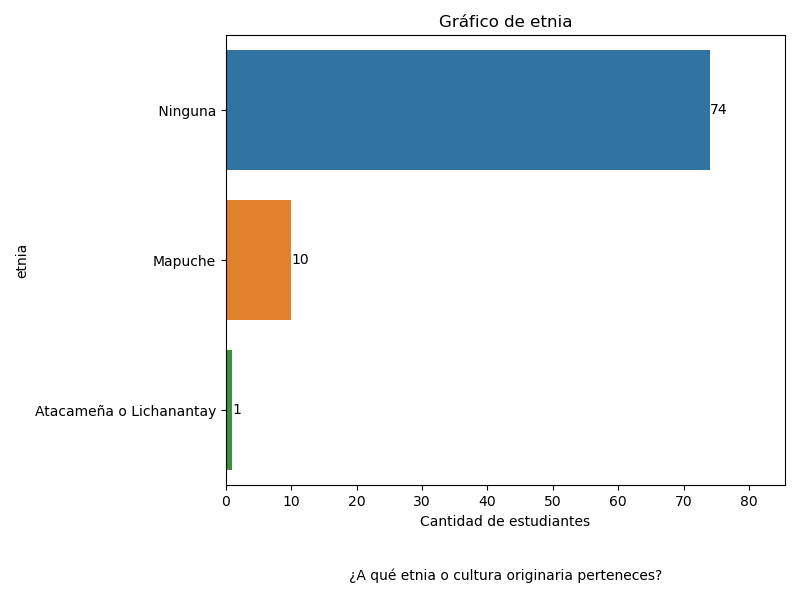 Gráfico de etnia
Ninguna
74
Mapuche
10
Atacameña o Lichanantay
1
etnia
0 10 20 30 40 50 60 70 80
Cantidad de estudiantes
¿A qué etnia o cultura originaria perteneces?